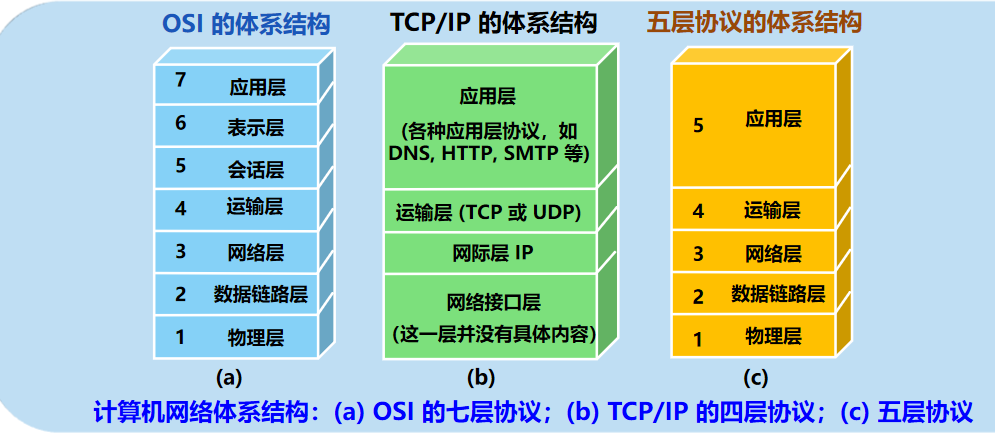 OSI 的体系结构
TCP/IP 的体系结构
五层协议的体系结构
7 应用层
6 表示层
5 会话层
4 运输层
3 网络层
2 数据链路层
1 物理层
(a)
应用层
(各种应用层协议，如
DNS, HTTP, SMTP 等)
运输层 (TCP 或 UDP)
网际层 IP
网络接口层
(这一层并没有具体内容)
(b)
5 应用层
4 运输层
3 网络层
2 数据链路层
1 物理层
(c)
计算机网络体系结构：(a) OSI 的七层协议；(b) TCP/IP 的四层协议；(c) 五层协议